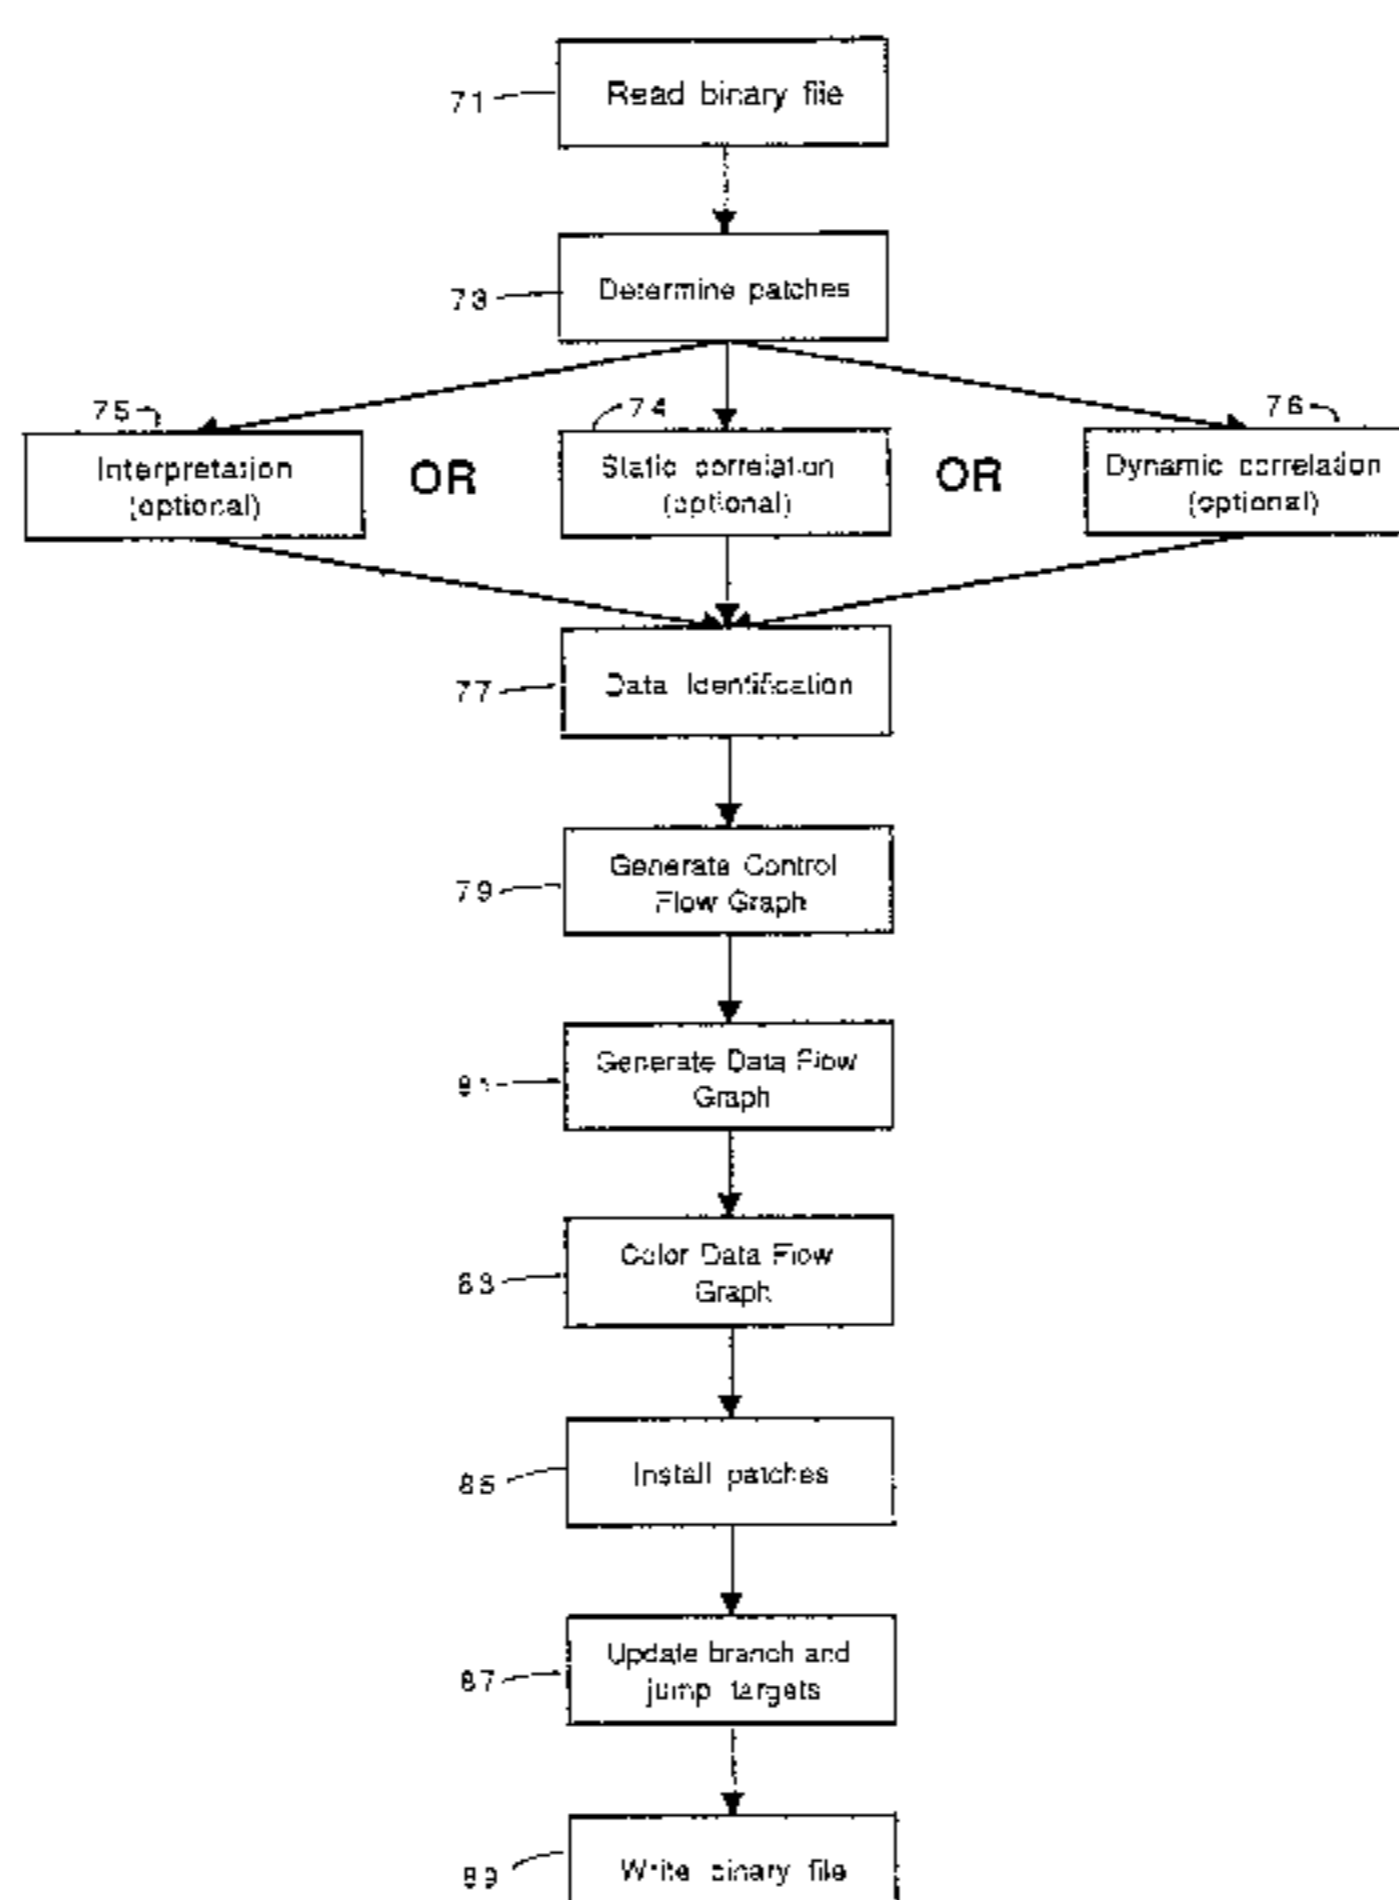 71
Read binary file
73
Determine patches
75
74
76
Interpretation
(optional)
OR
Static correlation
(optional)
OR
Dynamic correlation
(optional)
77
Data Identification
79
Generate Control
Flow Graph
81
Generate Data Flow
Graph
83
Color Data Flow
Graph
85
Install patches
87
Update branch and
jump targets
89
Write binary file